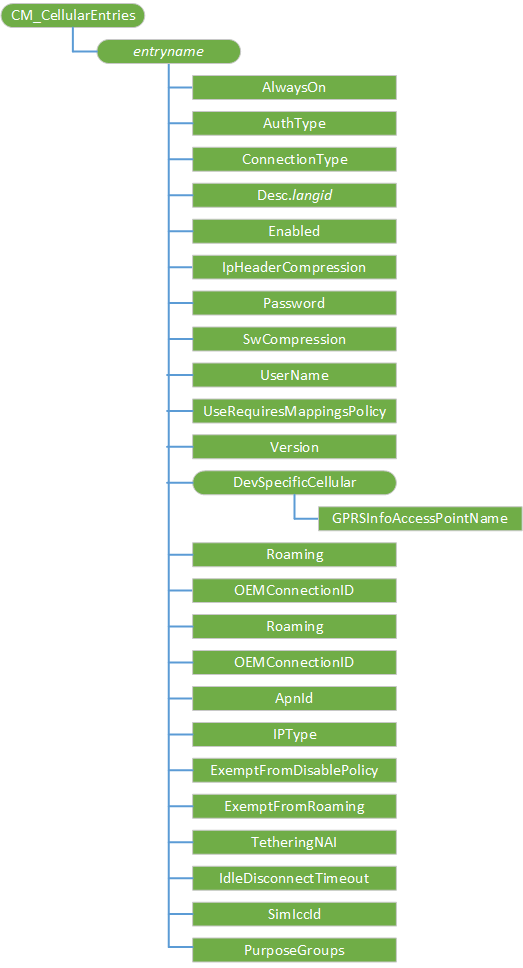 CM_CellularEntries
entryname
AlwaysOn
AuthType
ConnectionType
Desc.langid
Enabled
IpHeaderCompression
Password
SwCompression
UserName
UseRequiresMappingsPolicy
Version
DevSpecificCellular
GPRSInfoAccessPointName
Roaming
OEMConnectionID
Roaming
OEMConnectionID
ApnId
IPType
ExemptFromDisablePolicy
ExemptFromRoaming
TetheringNAI
IdleDisconnectTimeout
SimIccId
PurposeGroups